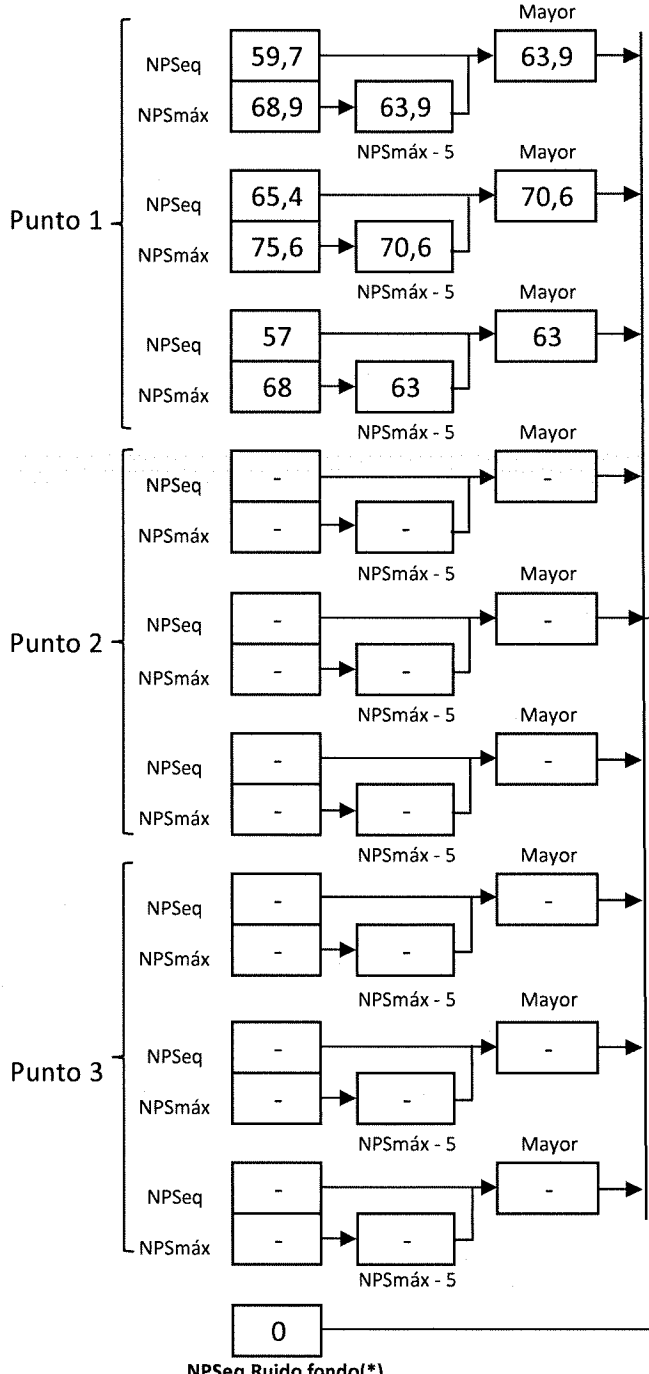 Mayor
NPSeq 59,7 63,9
NPSmáx 68,9 63,9
NPSmáx - 5 Mayor
NPSeq 65,4 70,6
Punto 1
NPSmáx 75,6 70,6
NPSmáx - 5 Mayor
NPSeq 57 63
NPSmáx 68 63
NPSmáx - 5 Mayor
NPSeq - -
NPSmáx - -
NPSmáx - 5 Mayor
NPSeq - -
Punto 2
NPSmáx - -
NPSmáx - 5 Mayor
NPSeq - -
NPSmáx - -
NPSmáx - 5 Mayor
NPSeq - -
NPSmáx - -
NPSmáx - 5 Mayor
NPSeq - -
Punto 3
NPSmáx - -
NPSmáx - 5 Mayor
NPSeq - -
NPSmáx - -
NPSmáx - 5
0
NPSeq Ruido fondo(*)